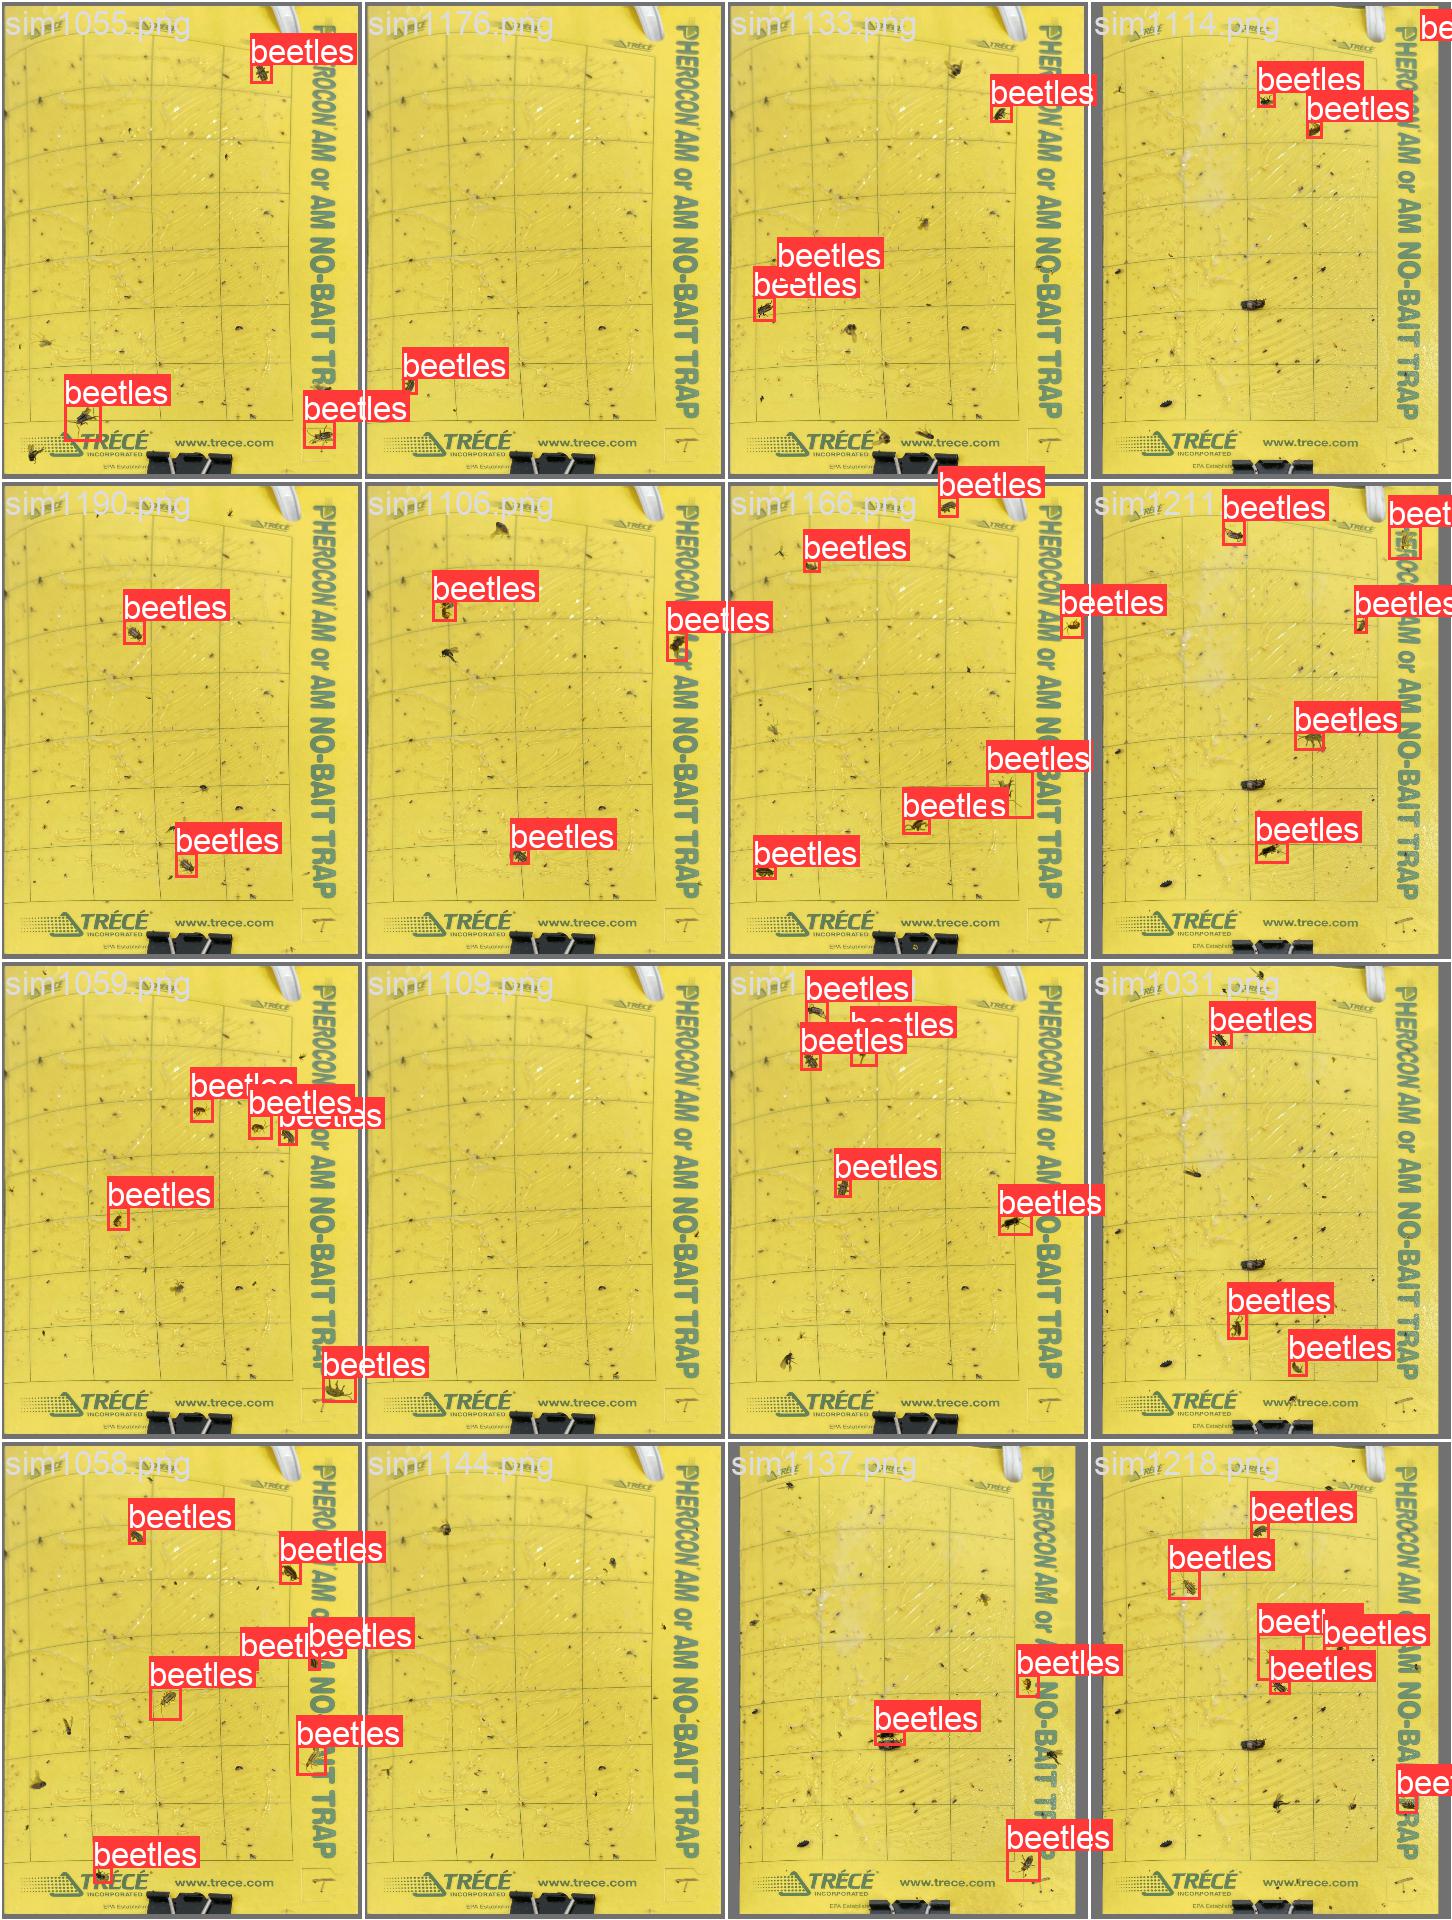 sim1055.png
beetles
PHEROCON AM or AM NO-BAIT TRAP
beetles
beetles
TRÉCÉ
INCORPORATED
www.trece.com
sim1176.png
TRÉCÉ
PHEROCON AM or AM NO-BAIT TRAP
beetles
TRÉCÉ
INCORPORATED
www.trece.com
sim1133.png
beetles
PHEROCON AM or AM NO-BAIT TRAP
beetles
beetles
TRÉCÉ
INCORPORATED
www.trece.com
sim1114.png
beetles
beetles
PHEROCON AM or AM NO-BAIT TRAP
TRÉCÉ
INCORPORATED
www.trece.com
sim1190.png
TRÉCÉ
beetles
PHEROCON AM or AM NO-BAIT TRAP
beetles
TRÉCÉ
INCORPORATED
www.trece.com
sim1106.png
TRÉCÉ
beetles
beetles
PHEROCON AM or AM NO-BAIT TRAP
beetles
TRÉCÉ
INCORPORATED
www.trece.com
sim1166.png
beetles
beetles
beetles
PHEROCON AM or AM NO-BAIT TRAP
beetles
beetles
beetles
TRÉCÉ
INCORPORATED
www.trece.com
sim1211
beetles
beet
beetles
PHEROCON AM or AM NO-BAIT TRAP
beetles
beetles
TRÉCÉ
INCORPORATED
www.trece.com
sim1059.png
TRÉCÉ
PHEROCON AM or AM NO-BAIT TRAP
beetles
beetles
beetles
beetles
beetles
TRÉCÉ
INCORPORATED
www.trece.com
sim1109.png
TRÉCÉ
PHEROCON AM or AM NO-BAIT TRAP
TRÉCÉ
INCORPORATED
www.trece.com
sim1
beetles
beetles
beetles
PHEROCON AM or AM NO-BAIT TRAP
beetles
beetles
TRÉCÉ
INCORPORATED
www.trece.com
sim1031.png
beetles
PHEROCON AM or AM NO-BAIT TRAP
beetles
beetles
TRÉCÉ
INCORPORATED
www.trece.com
sim1058.png
TRÉCÉ
beetles
beetles
PHEROCON AM or AM NO-BAIT TRAP
beetles
beetles
beetles
beetles
beetles
TRÉCÉ
INCORPORATED
www.trece.com
sim1144.png
TRÉCÉ
PHEROCON AM or AM NO-BAIT TRAP
TRÉCÉ
INCORPORATED
www.trece.com
sim1137.png
PHEROCON AM or AM NO-BAIT TRAP
beetles
beetles
beetles
TRÉCÉ
INCORPORATED
www.trece.com
sim1218.png
beetles
beetles
PHEROCON AM or AM NO-BAIT TRAP
beetles
beetles
beetles
beet
TRÉCÉ
INCORPORATED
www.trece.com